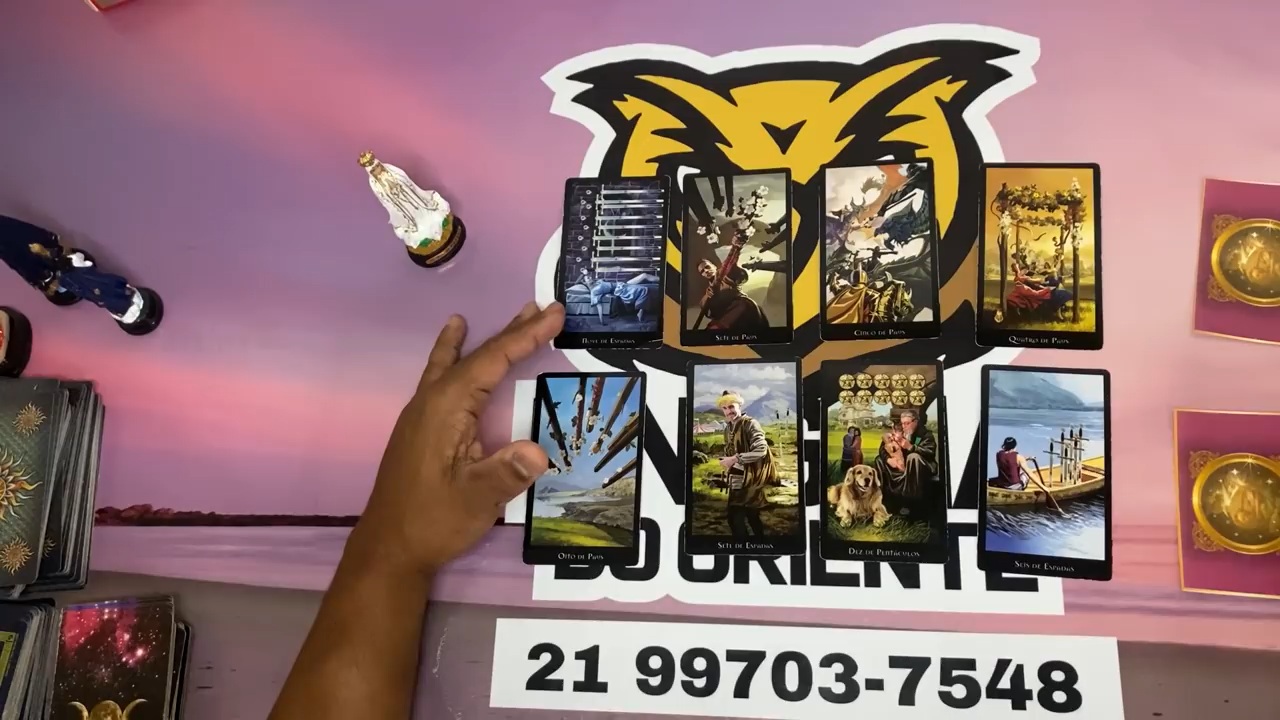 Nove de Espadas
Sete de Paus
Cinco de Paus
Quatro de Paus
Oito de Paus
Sete de Espadas
Dez de Pentáculos
Seis de Espadas
DO ORIENTE
21 99703-7548